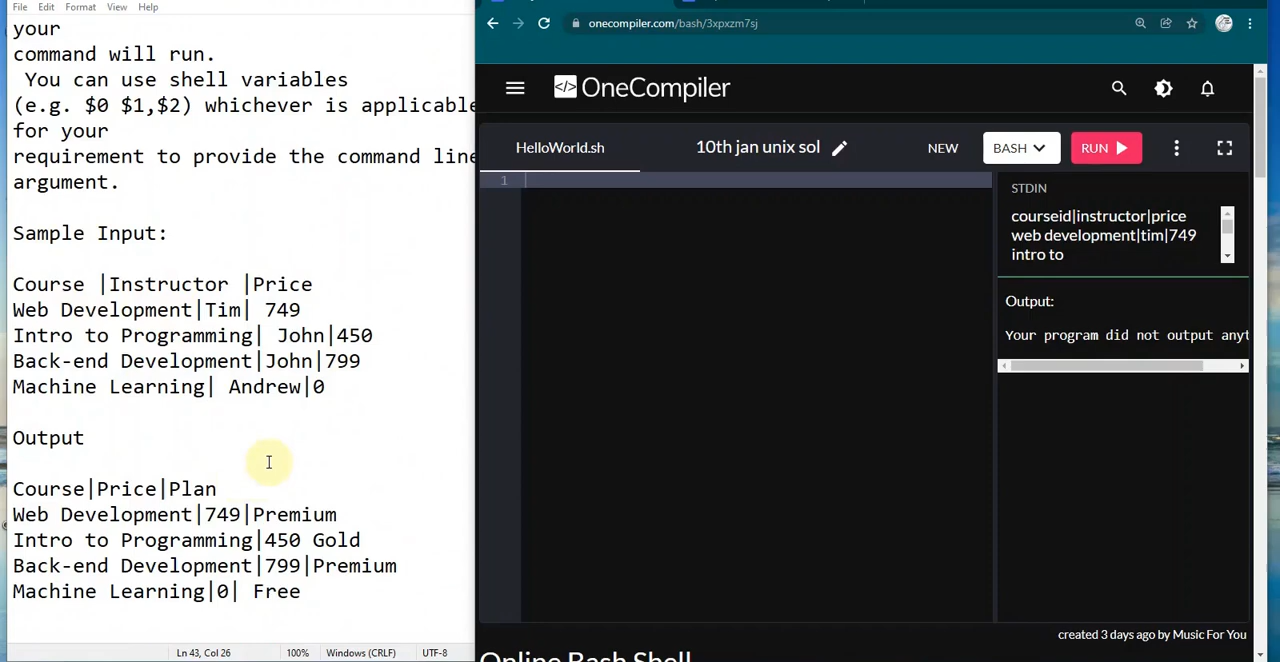 File Edit Format View Help
your
command will run.
You can use shell variables
(e.g. $0 $1,$2) whichever is applicable
for your
requirement to provide the command line
argument.
Sample Input:
Course |Instructor |Price
Web Development|Tim| 749
Intro to Programming| John|450
Back-end Development|John|799
Machine Learning| Andrew|0
Output
Course|Price|Plan
Web Development|749|Premium
Intro to Programming|450 Gold
Back-end Development|799|Premium
Machine Learning|0| Free
Ln 43, Col 26 100% Windows (CRLF) UTF-8
onecompiler.com/bash/3xpxzm7sj
</> OneCompiler
HelloWorld.sh 10th jan unix sol NEW BASH RUN
1
STDIN
courseid|instructor|price
web development|tim|749
intro to
Output:
Your program did not output anyt
created 3 days ago by Music For You
Online Bash Shell